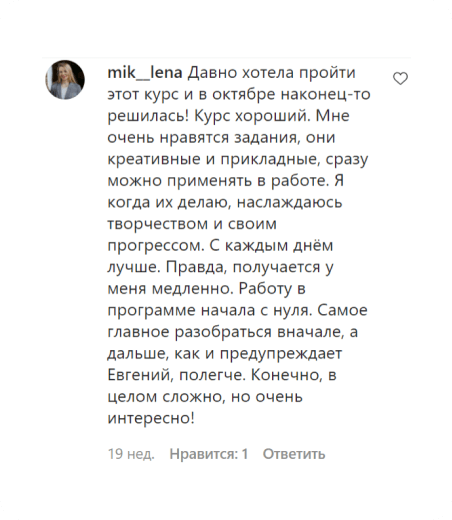 mik__lena Давно хотела пройти
этот курс и в октябре наконец-то
решилась! Курс хороший. Мне
очень нравятся задания, они
креативные и прикладные, сразу
можно применять в работе. Я
когда их делаю, наслаждаюсь
творчеством и своим
прогрессом. С каждым днём
лучше. Правда, получается у
меня медленно. Работу в
программе начала с нуля. Самое
главное разобраться вначале, а
дальше, как и предупреждает
Евгений, полегче. Конечно, в
целом сложно, но очень
интересно!
19 нед. Нравится: 1 Ответить